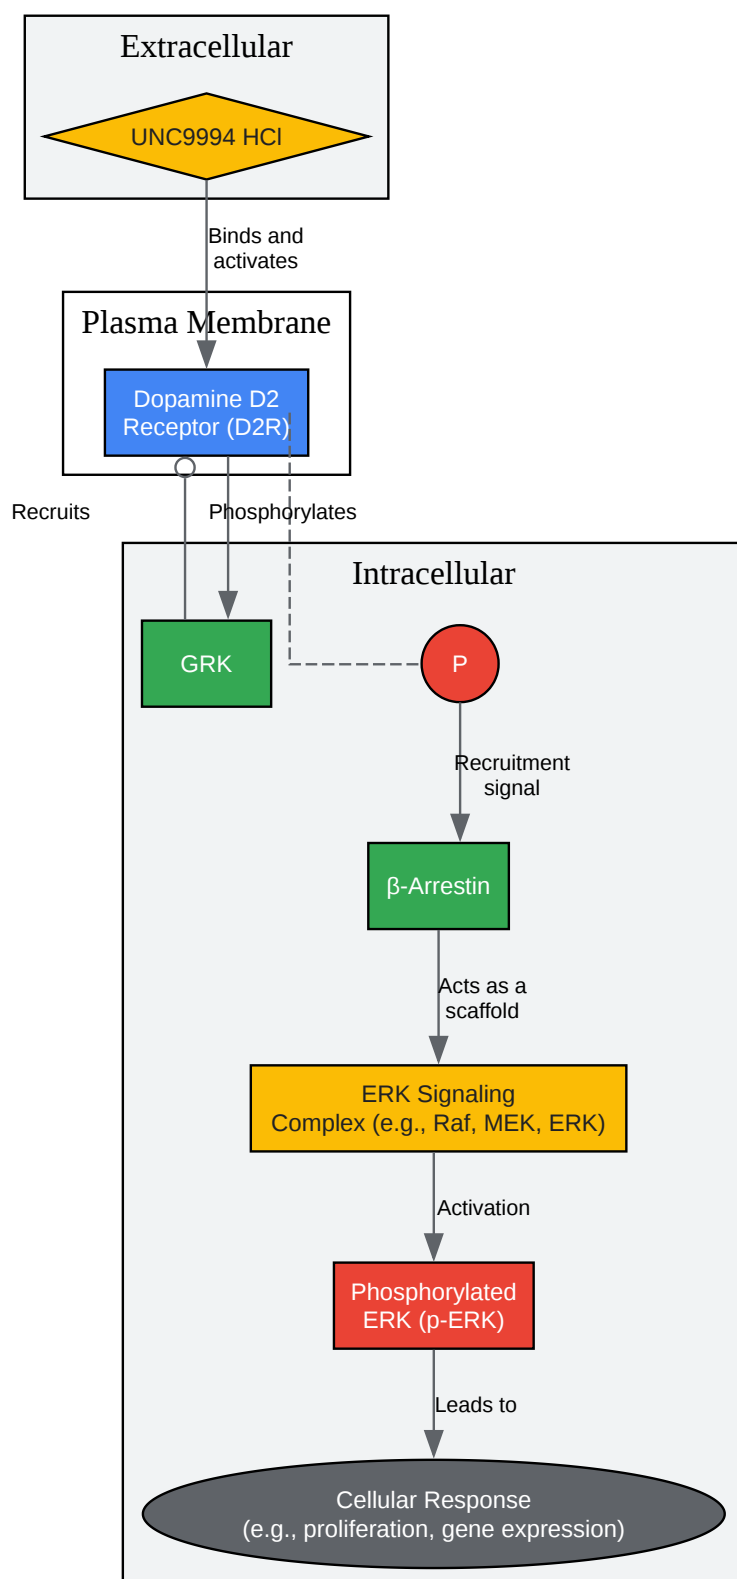 Extracellular
UNC9994 HCl
Binds and
activates
Plasma Membrane
Dopamine D2
Receptor (D2R)
Recruits
Phosphorylates
Intracellular
GRK
P
Recruitment
signal
β-Arrestin
Acts as a
scaffold
ERK Signaling
Complex (e.g., Raf, MEK, ERK)
Activation
Phosphorylated
ERK (p-ERK)
Leads to
Cellular Response
(e.g., proliferation, gene expression)